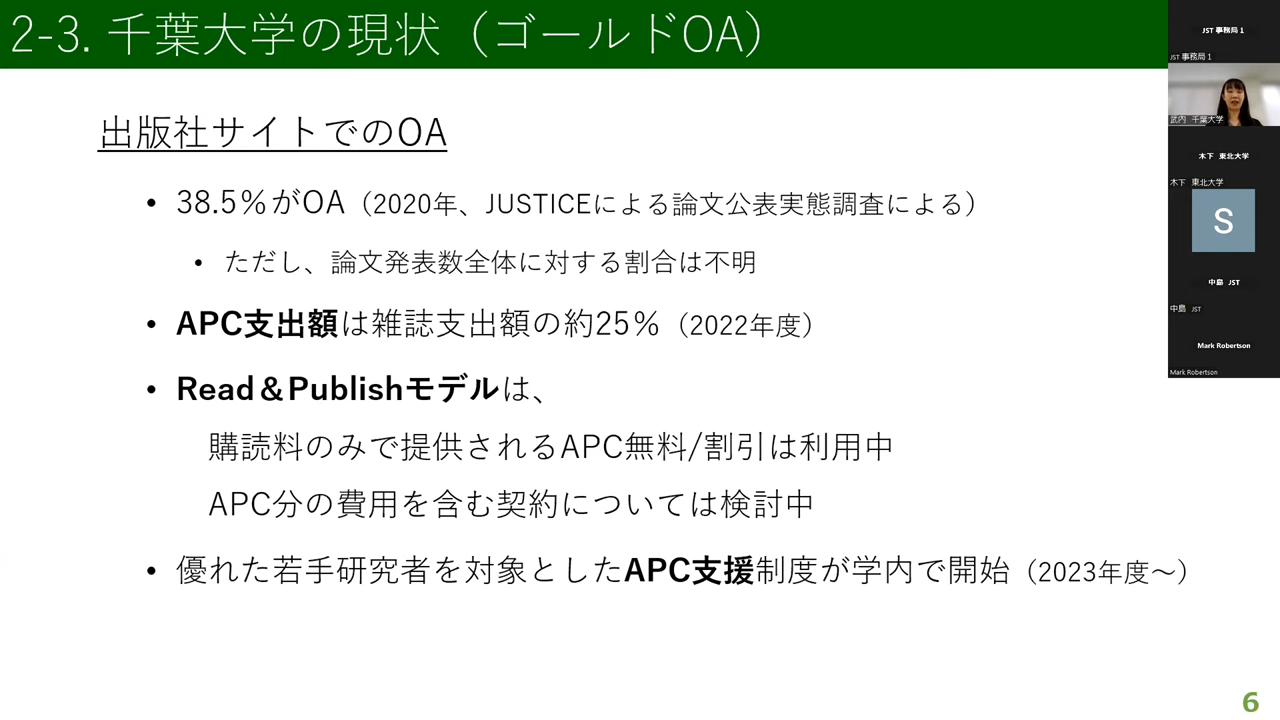 2-3. 千葉大学の現状（ゴールドOA）
出版社サイトでのOA
• 38.5％がOA（2020年、JUSTICEによる論文公表実態調査による）
• ただし、論文発表数全体に対する割合は不明
• APC支出額は雑誌支出額の約25％（2022年度）
• Read＆Publishモデルは、
購読料のみで提供されるAPC無料/割引は利用中
APC分の費用を含む契約については検討中
• 優れた若手研究者を対象としたAPC支援制度が学内で開始（2023年度～）
6
JST 事務局1
JST 事務局1
武内 千葉大学
木下 東北大学
木下 東北大学
S
中島 JST
中島 JST
Mark Robertson
Mark Robertson